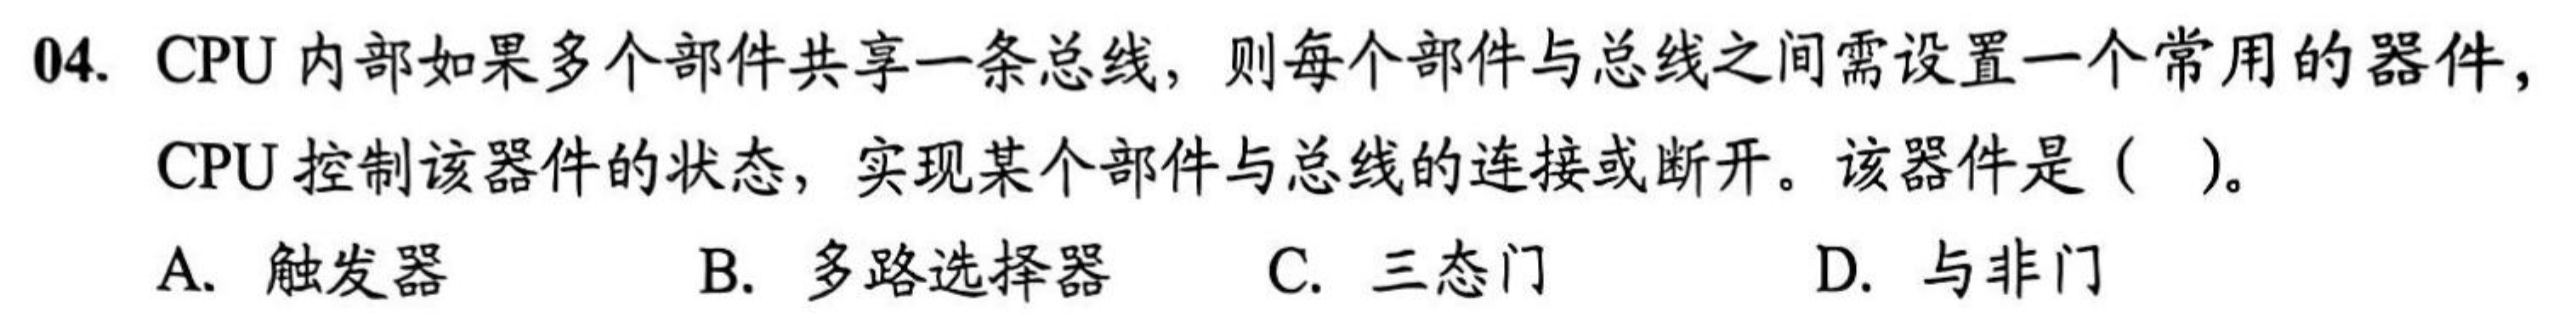 04. CPU 内部如果多个部件共享一条总线，则每个部件与总线之间需设置一个常用的器件，
CPU 控制该器件的状态，实现某个部件与总线的连接或断开。该器件是（ ）。
A. 触发器 B. 多路选择器 C. 三态门 D. 与非门